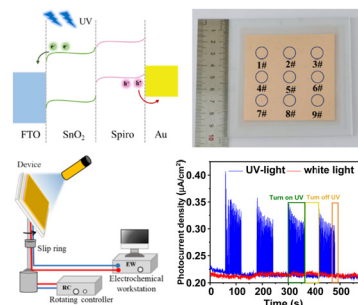 UV
e⁻ e⁻
h⁺ h⁺
FTO SnO₂ Spiro Au
1# 2# 3#
4# 5# 6#
7# 8# 9#
Device
Slip ring
EW
Electrochemical
workstation
RC
Rotating controller
UV-light white light
Turn on UV Turn off UV
Photocurrent density (μA/cm²)
0.40
0.35
0.30
0.25
0.20
0 100 200 300 400 500
Time (s)